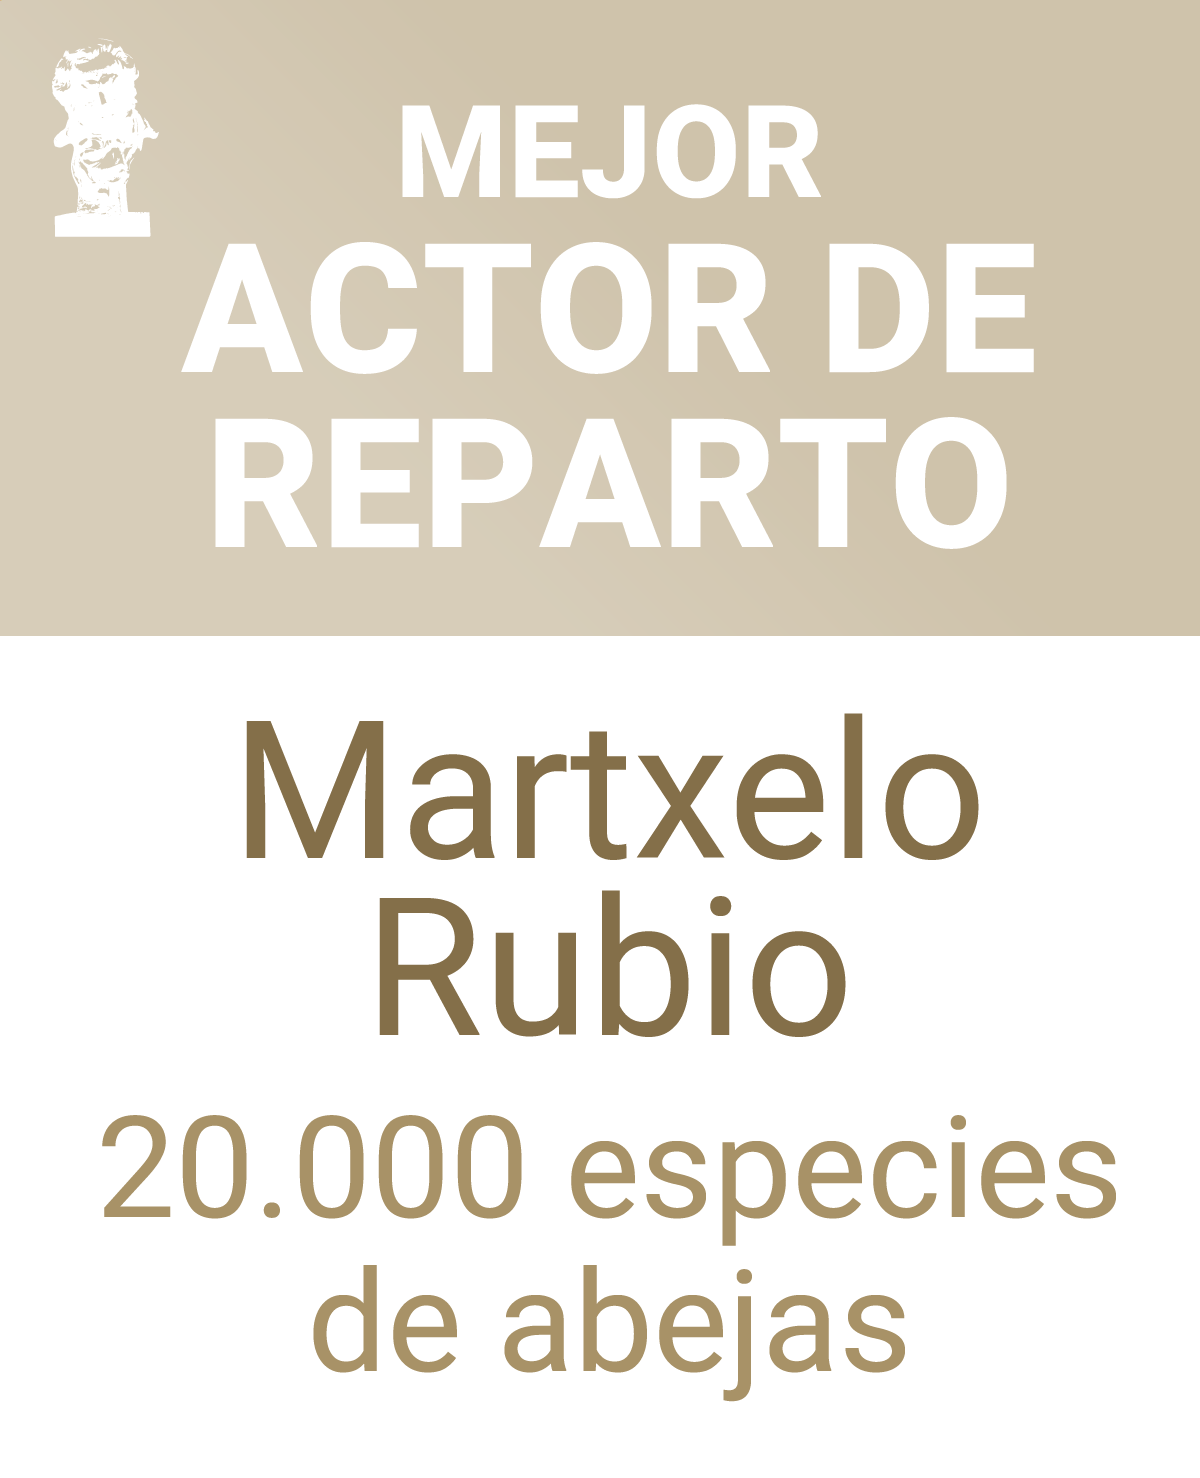 MEJOR
ACTOR DE
REPARTO
Martxelo
Rubio
20.000 especies
de abejas